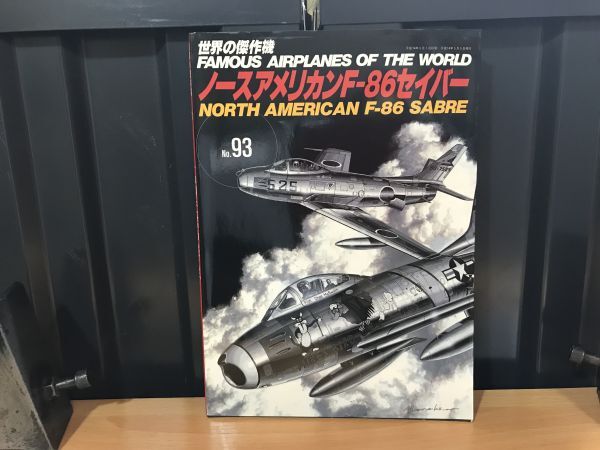 世界の傑作機
FAMOUS AIRPLANES OF THE WORLD
ノースアメリカンF-86セイバー
NORTH AMERICAN F-86 SABRE
No.93
525